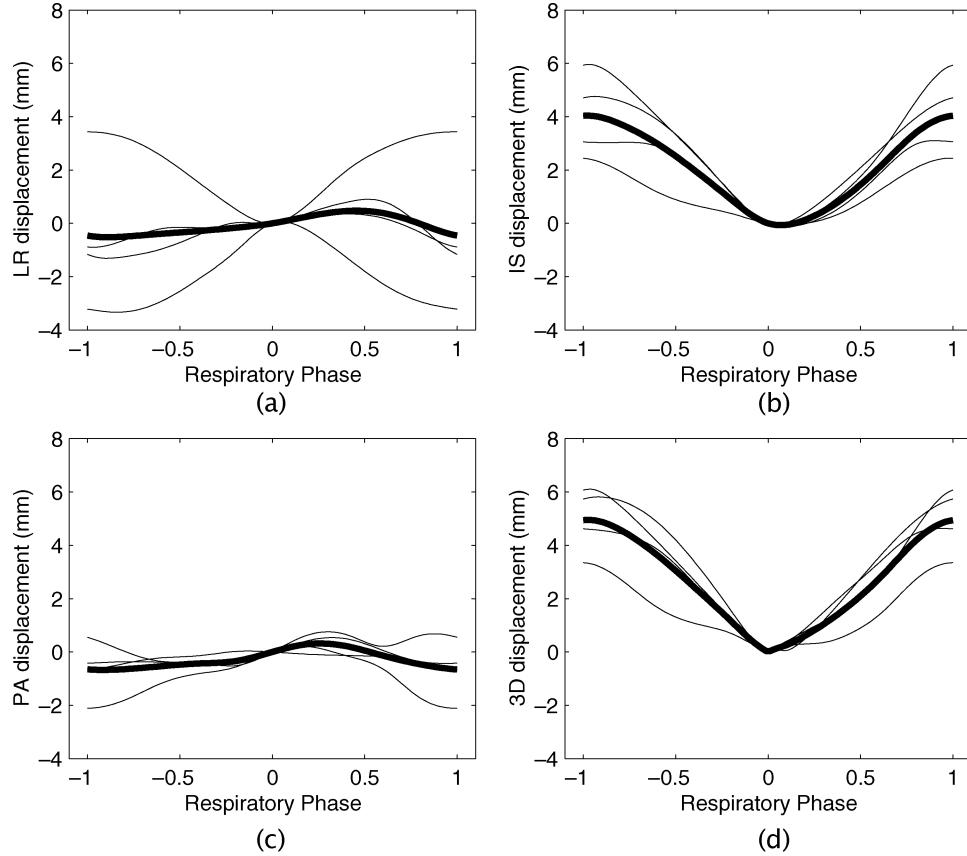 8
6
4
2
0
−2
−4
LR displacement (mm)
−1 −0.5 0 0.5 1
Respiratory Phase
(a)
8
6
4
2
0
−2
−4
IS displacement (mm)
−1 −0.5 0 0.5 1
Respiratory Phase
(b)
8
6
4
2
0
−2
−4
PA displacement (mm)
−1 −0.5 0 0.5 1
Respiratory Phase
(c)
8
6
4
2
0
−2
−4
3D displacement (mm)
−1 −0.5 0 0.5 1
Respiratory Phase
(d)